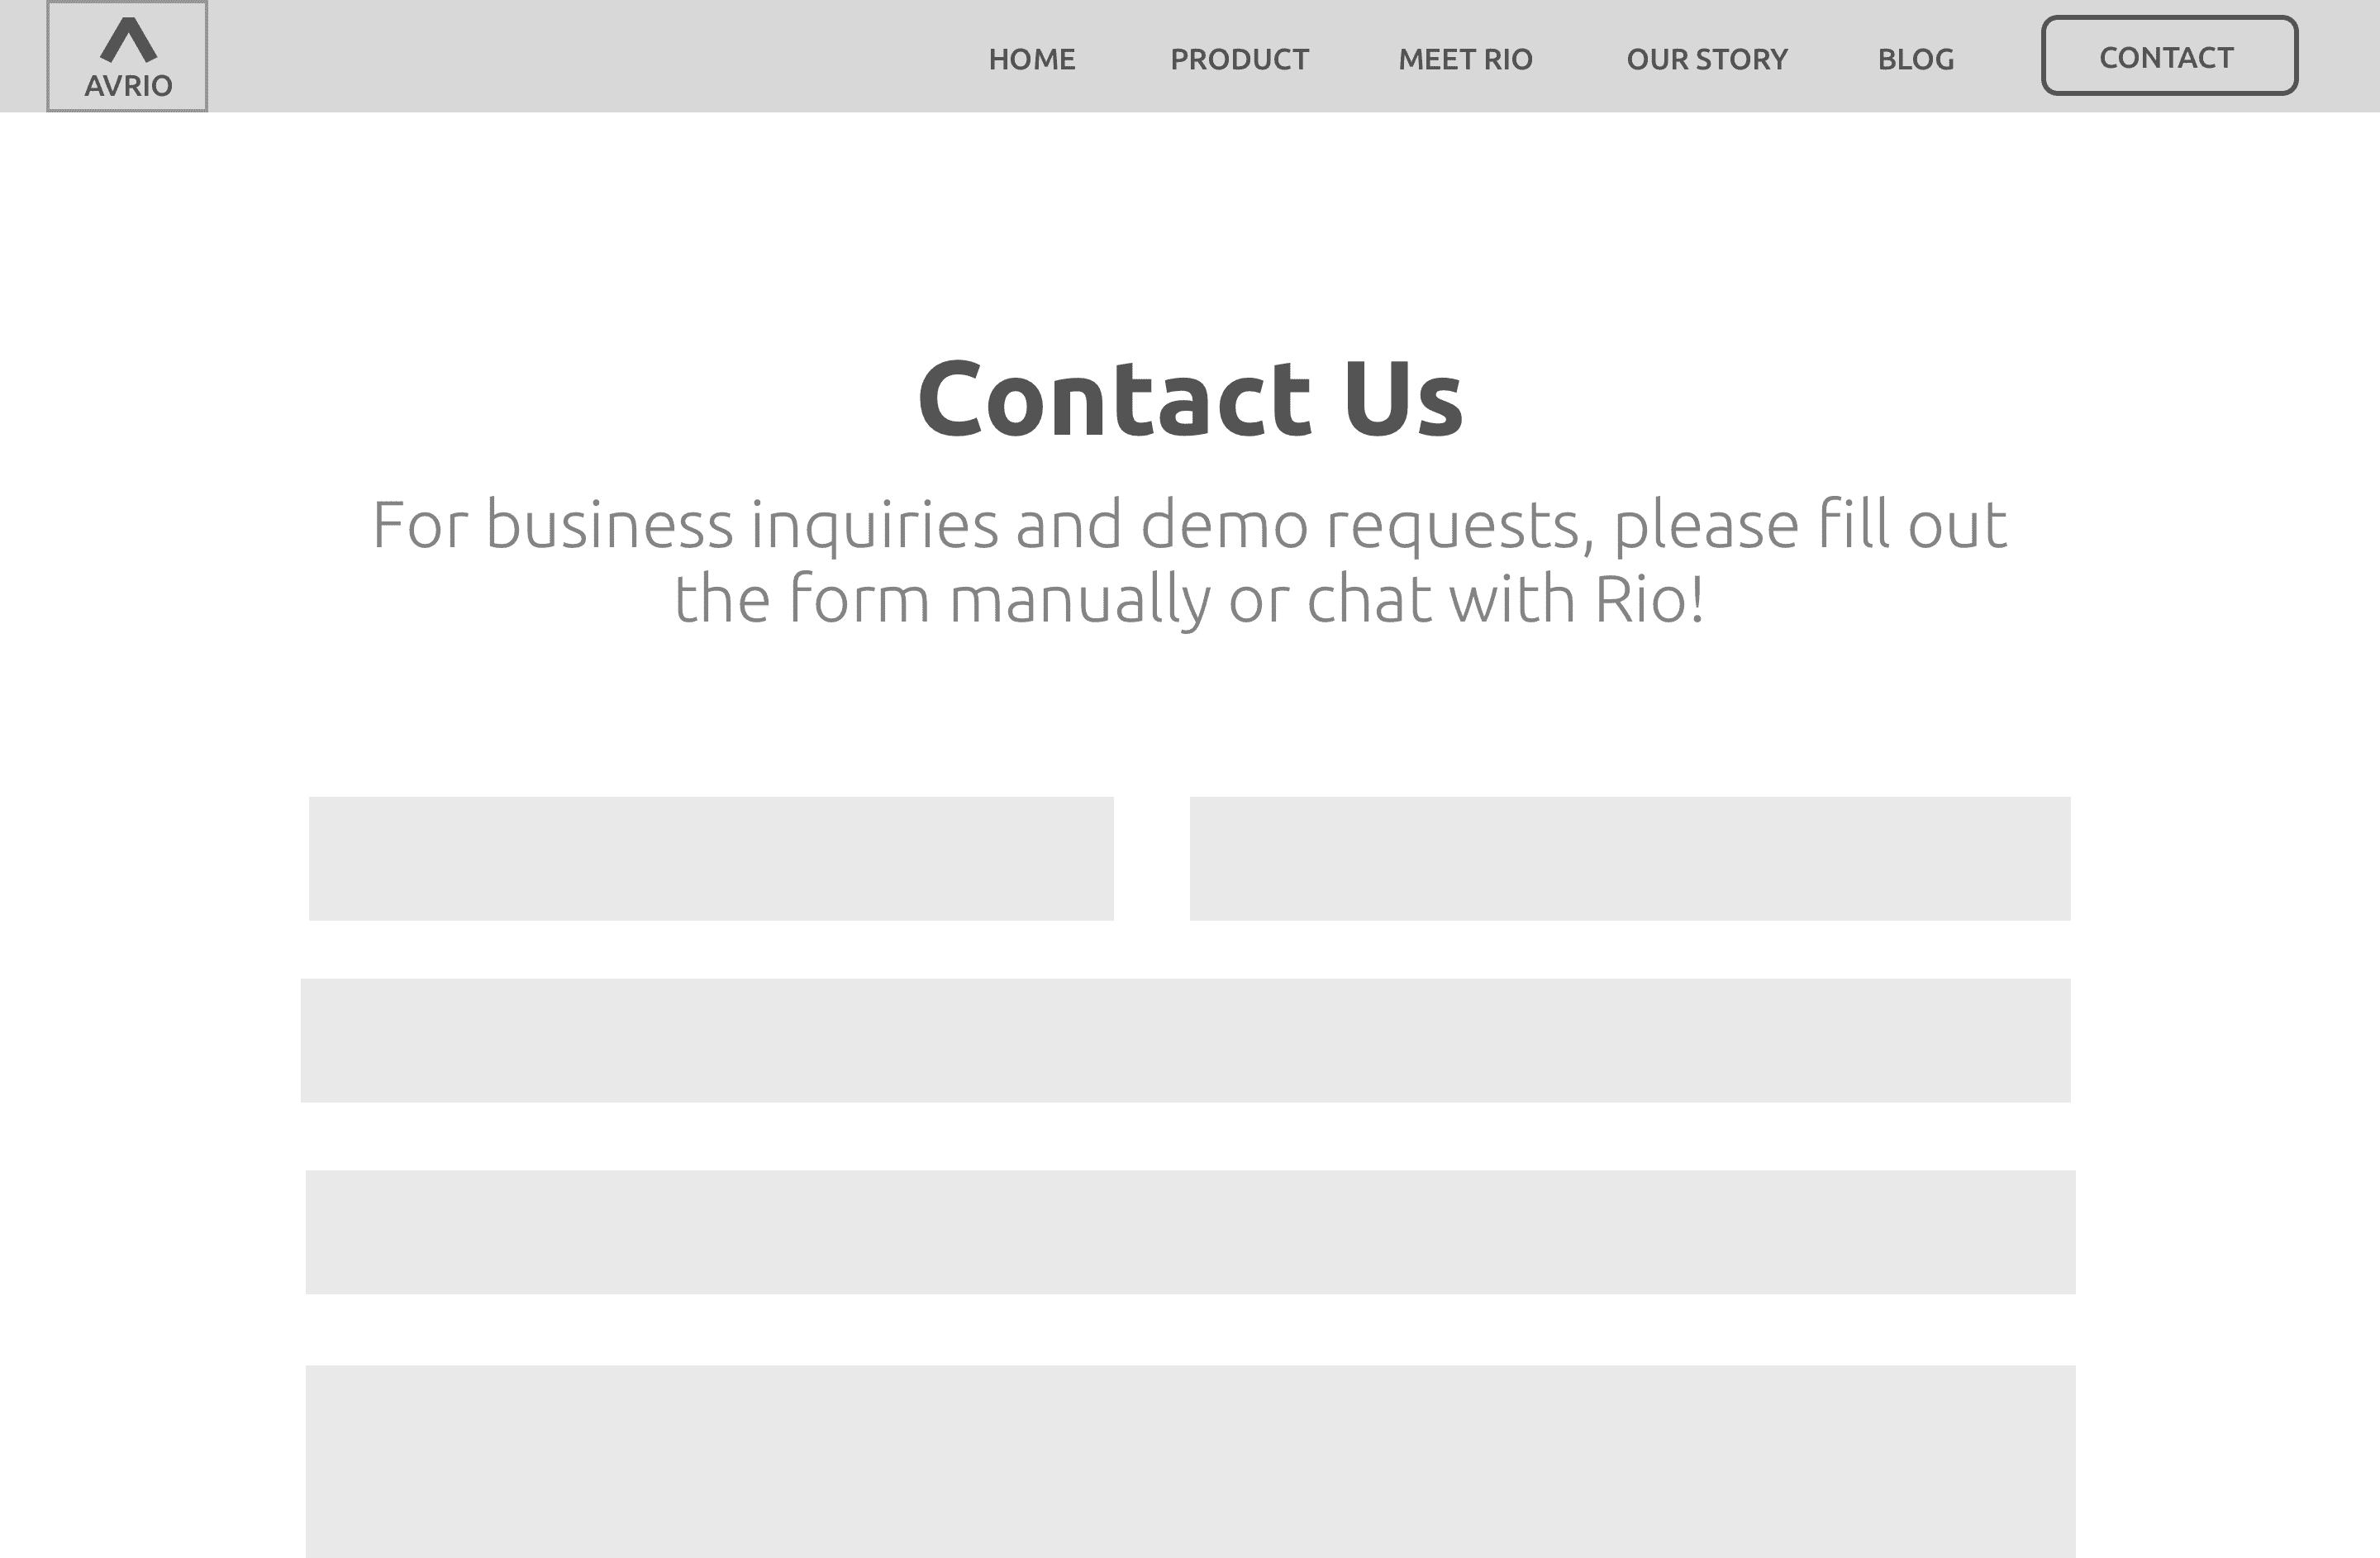 AVRIO
HOME PRODUCT MEET RIO OUR STORY BLOG CONTACT
Contact Us
For business inquiries and demo requests, please fill out
the form manually or chat with Rio!